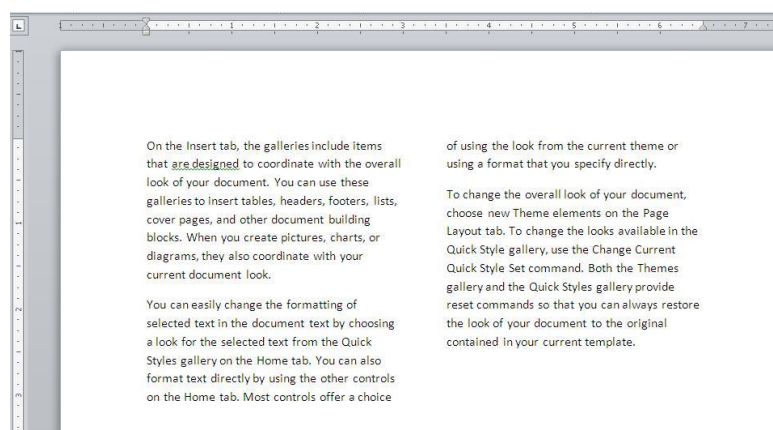 L
1 2 3 4 5 6 7
On the Insert tab, the galleries include items
that are designed to coordinate with the overall
look of your document. You can use these
galleries to insert tables, headers, footers, lists,
cover pages, and other document building
blocks. When you create pictures, charts, or
diagrams, they also coordinate with your
current document look.
You can easily change the formatting of
selected text in the document text by choosing
a look for the selected text from the Quick
Styles gallery on the Home tab. You can also
format text directly by using the other controls
on the Home tab. Most controls offer a choice
of using the look from the current theme or
using a format that you specify directly.
To change the overall look of your document,
choose new Theme elements on the Page
Layout tab. To change the looks available in the
Quick Style gallery, use the Change Current
Quick Style Set command. Both the Themes
gallery and the Quick Styles gallery provide
reset commands so that you can always restore
the look of your document to the original
contained in your current template.